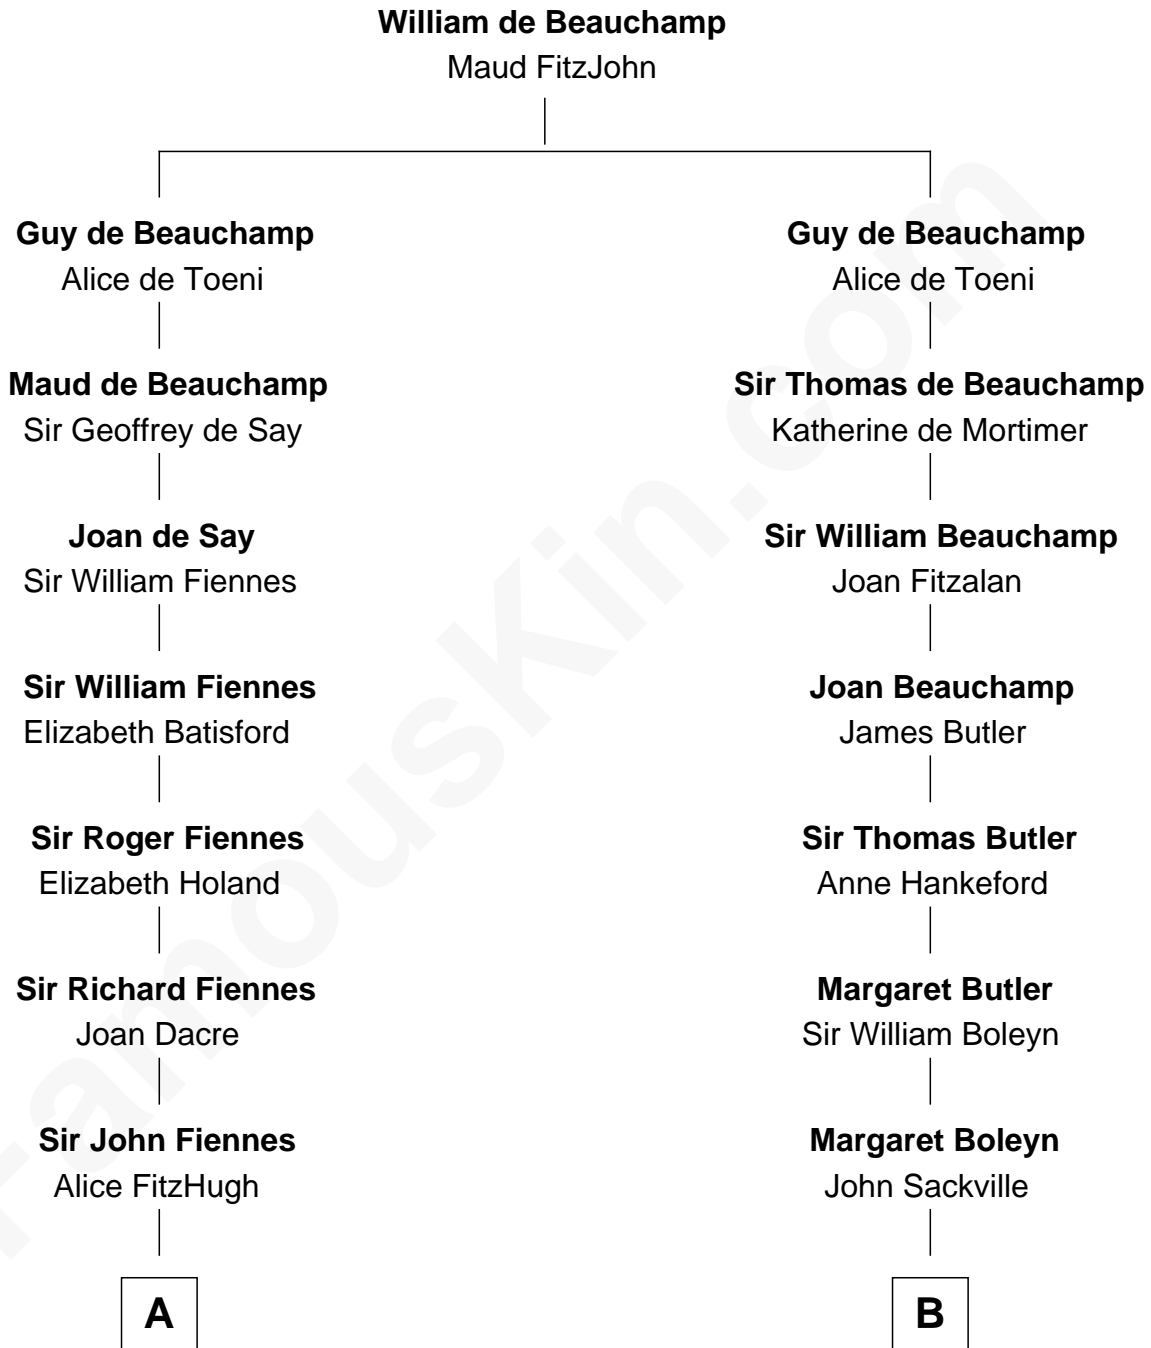 William de Beauchamp
Maud FitzJohn
Guy de Beauchamp
Alice de Toeni
Maud de Beauchamp
Sir Geoffrey de Say
Joan de Say
Sir William Fiennes
Sir William Fiennes
Elizabeth Batisford
Sir Roger Fiennes
Elizabeth Holand
Sir Richard Fiennes
Joan Dacre
Sir John Fiennes
Alice FitzHugh
A
Guy de Beauchamp
Alice de Toeni
Sir Thomas de Beauchamp
Katherine de Mortimer
Sir William Beauchamp
Joan Fitzalan
Joan Beauchamp
James Butler
Sir Thomas Butler
Anne Hankeford
Margaret Butler
Sir William Boleyn
Margaret Boleyn
John Sackville
B
FamousKin.com